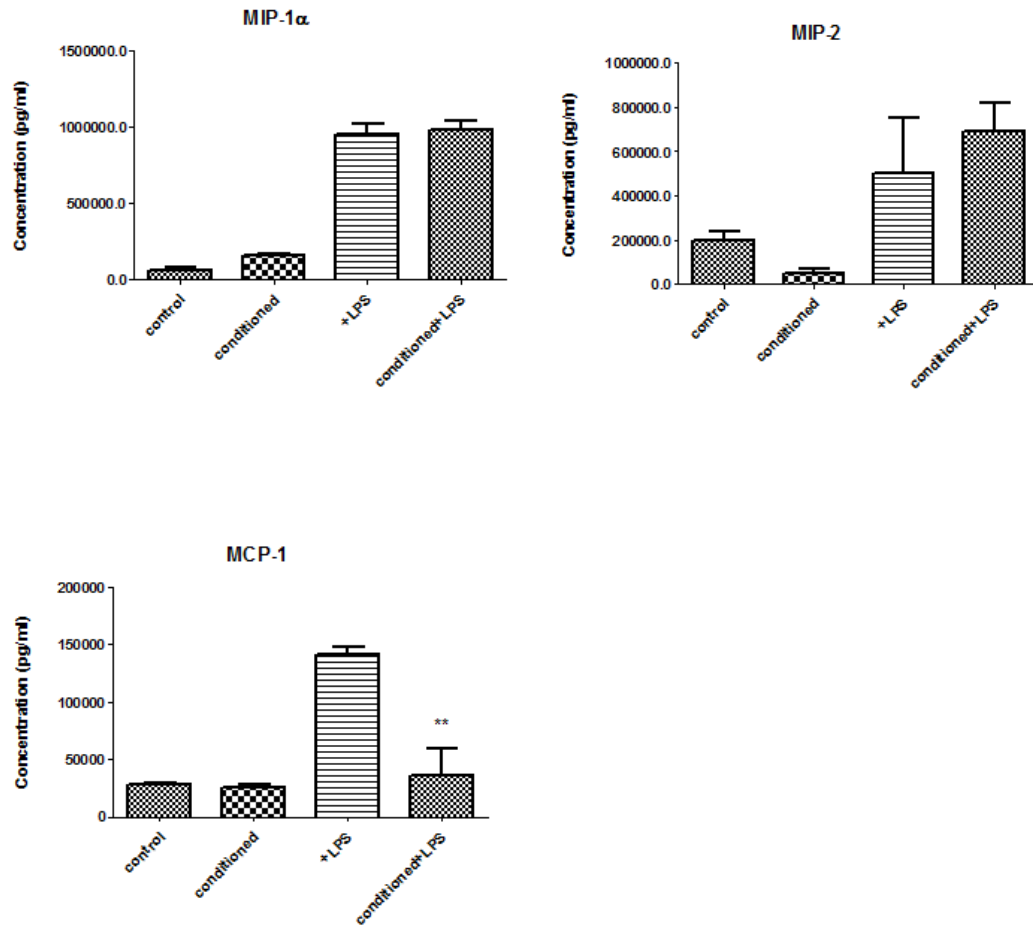 MIP-1α
Concentration (pg/ml)
1500000.0
1000000.0
500000.0
0.0
control
conditioned
+LPS
conditioned+LPS
MIP-2
Concentration (pg/ml)
1000000.0
800000.0
600000.0
400000.0
200000.0
0.0
control
conditioned
+LPS
conditioned+LPS
MCP-1
Concentration (pg/ml)
200000
150000
100000
50000
0
**
control
conditioned
+LPS
conditioned+LPS